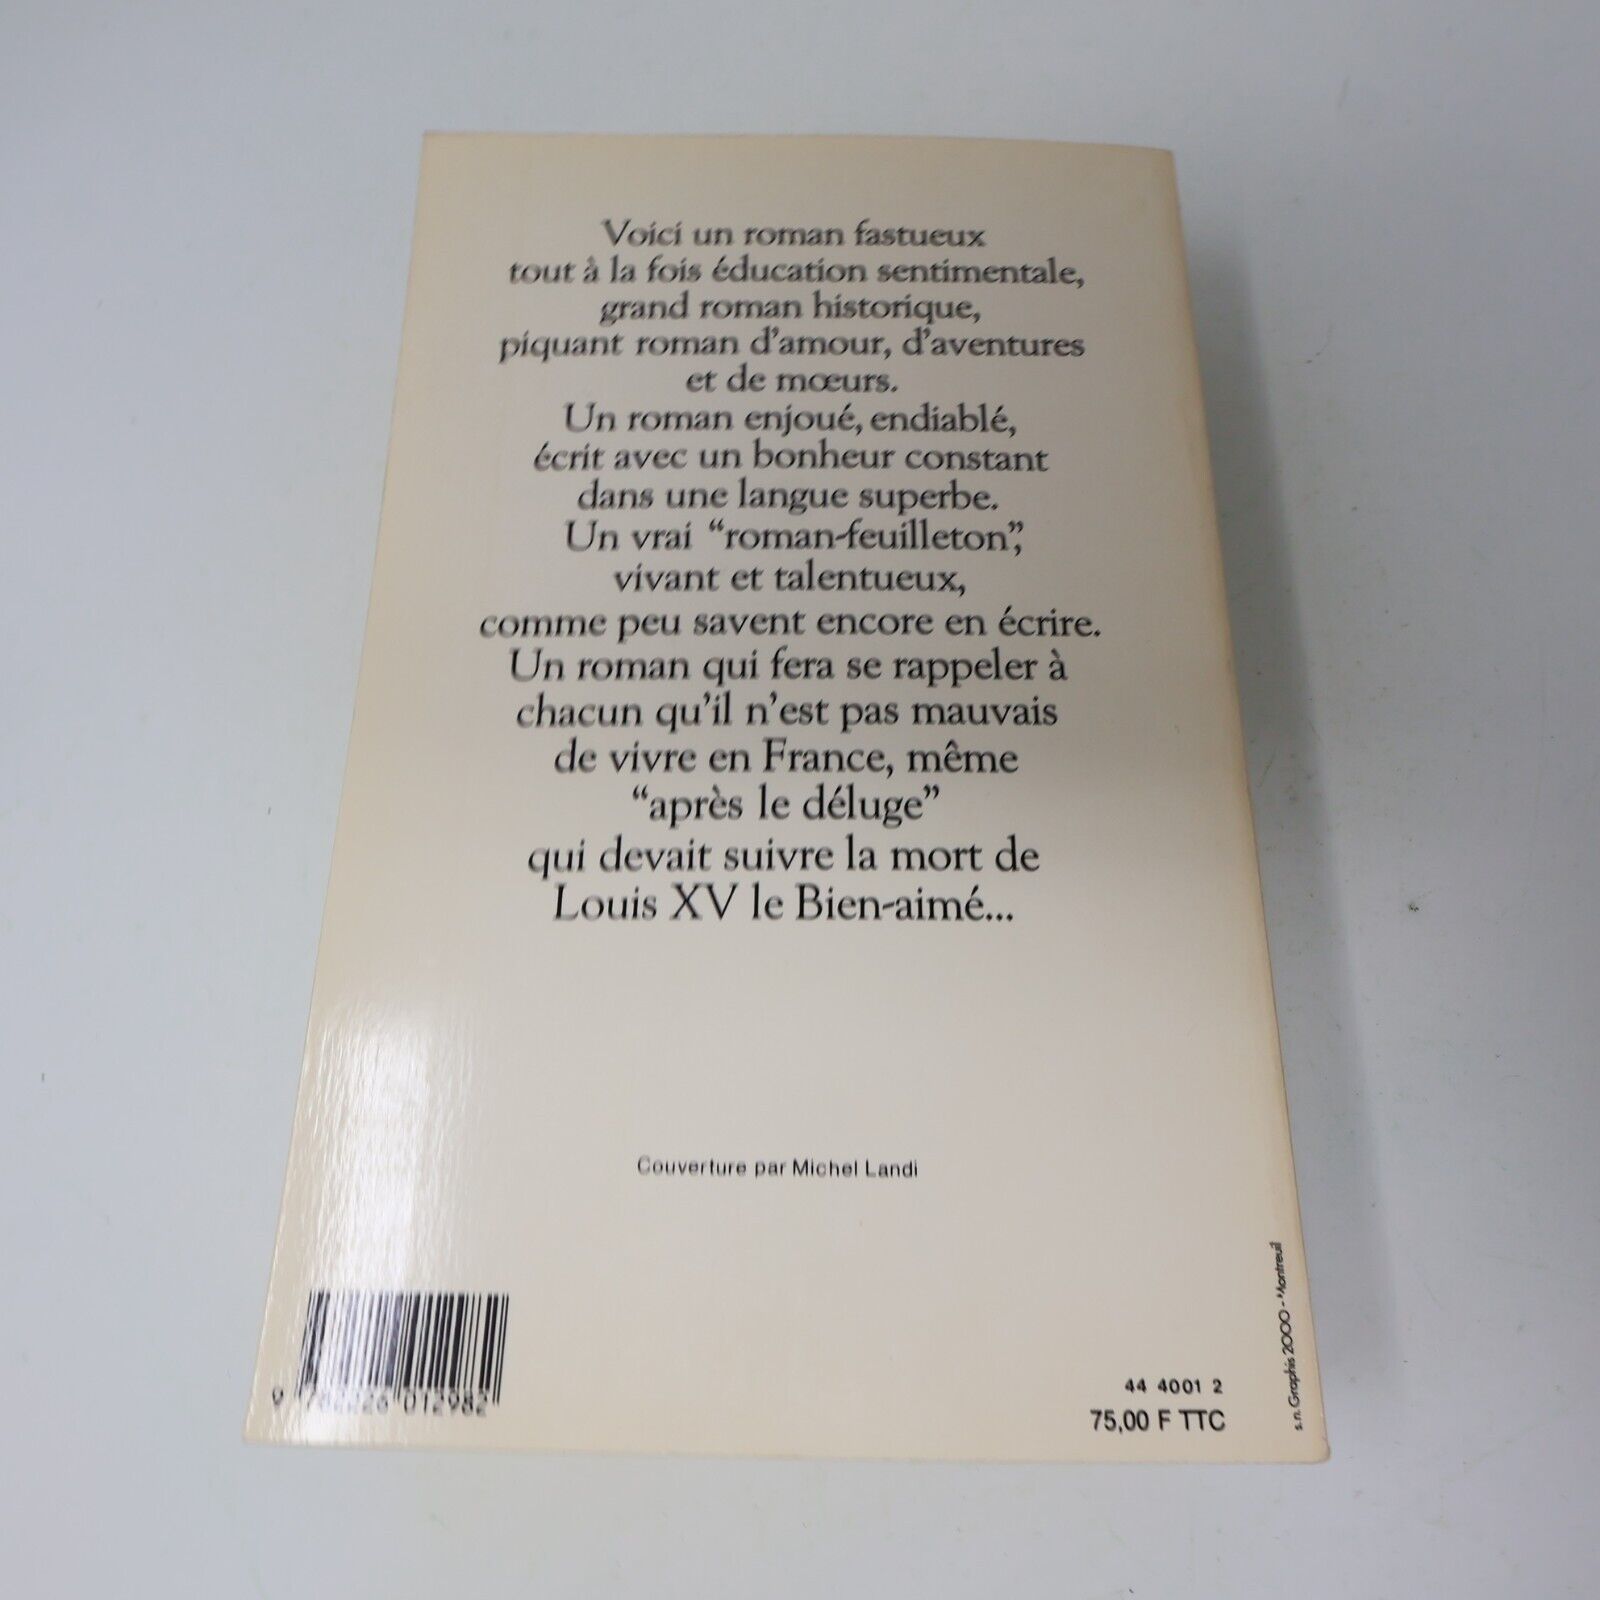 Voici un roman fastueux
tout à la fois éducation sentimentale,
grand roman historique,
piquant roman d'amour, d'aventures
et de mœurs.
Un roman enjoué, endiablé,
écrit avec un bonheur constant
dans une langue superbe.
Un vrai “roman-feuilleton”,
vivant et talentueux,
comme peu savent encore en écrire.
Un roman qui fera se rappeler à
chacun qu'il n'est pas mauvais
de vivre en France, même
“après le déluge”
qui devait suivre la mort de
Louis XV le Bien-aimé...
Couverture par Michel Landi
9 782226 012982
44 4001 2
75,00 F TTC
s.n. Graphis 2000 - Montreuil